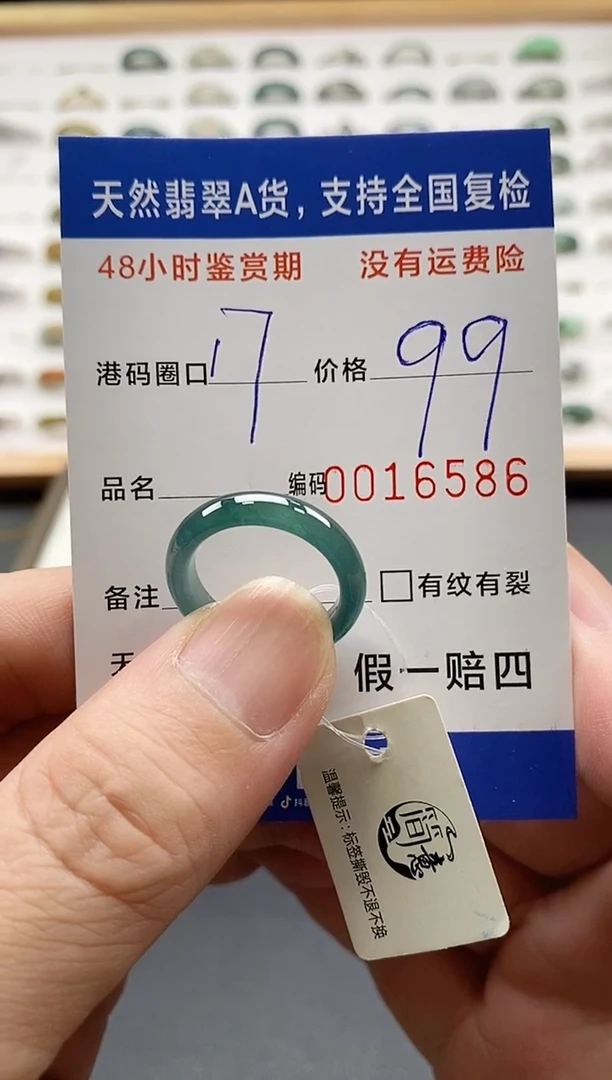 天然翡翠A货，支持全国复检
48小时鉴赏期 没有运费险
港码圈口 17 价格 99
品名 编码 0016586
备注 □有纹有裂
假一赔四
温馨提示：标签撕毁不退不换
简意